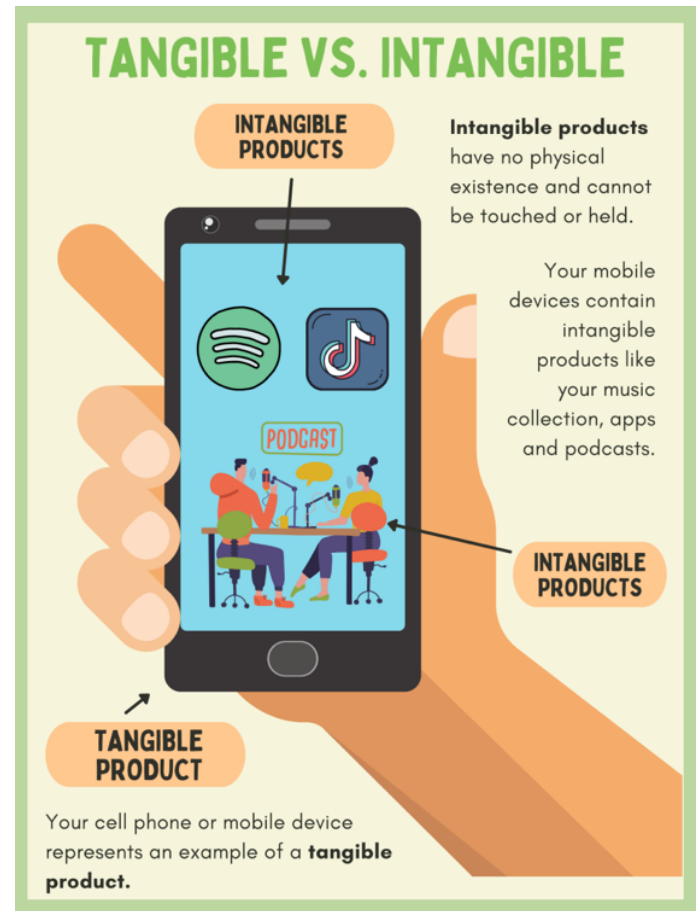 TANGIBLE VS. INTANGIBLE
INTANGIBLE
PRODUCTS
Intangible products
have no physical
existence and cannot
be touched or held.
Your mobile
devices contain
intangible
products like
your music
collection, apps
and podcasts.
PODCAST
INTANGIBLE
PRODUCTS
TANGIBLE
PRODUCT
Your cell phone or mobile device
represents an example of a tangible
product.